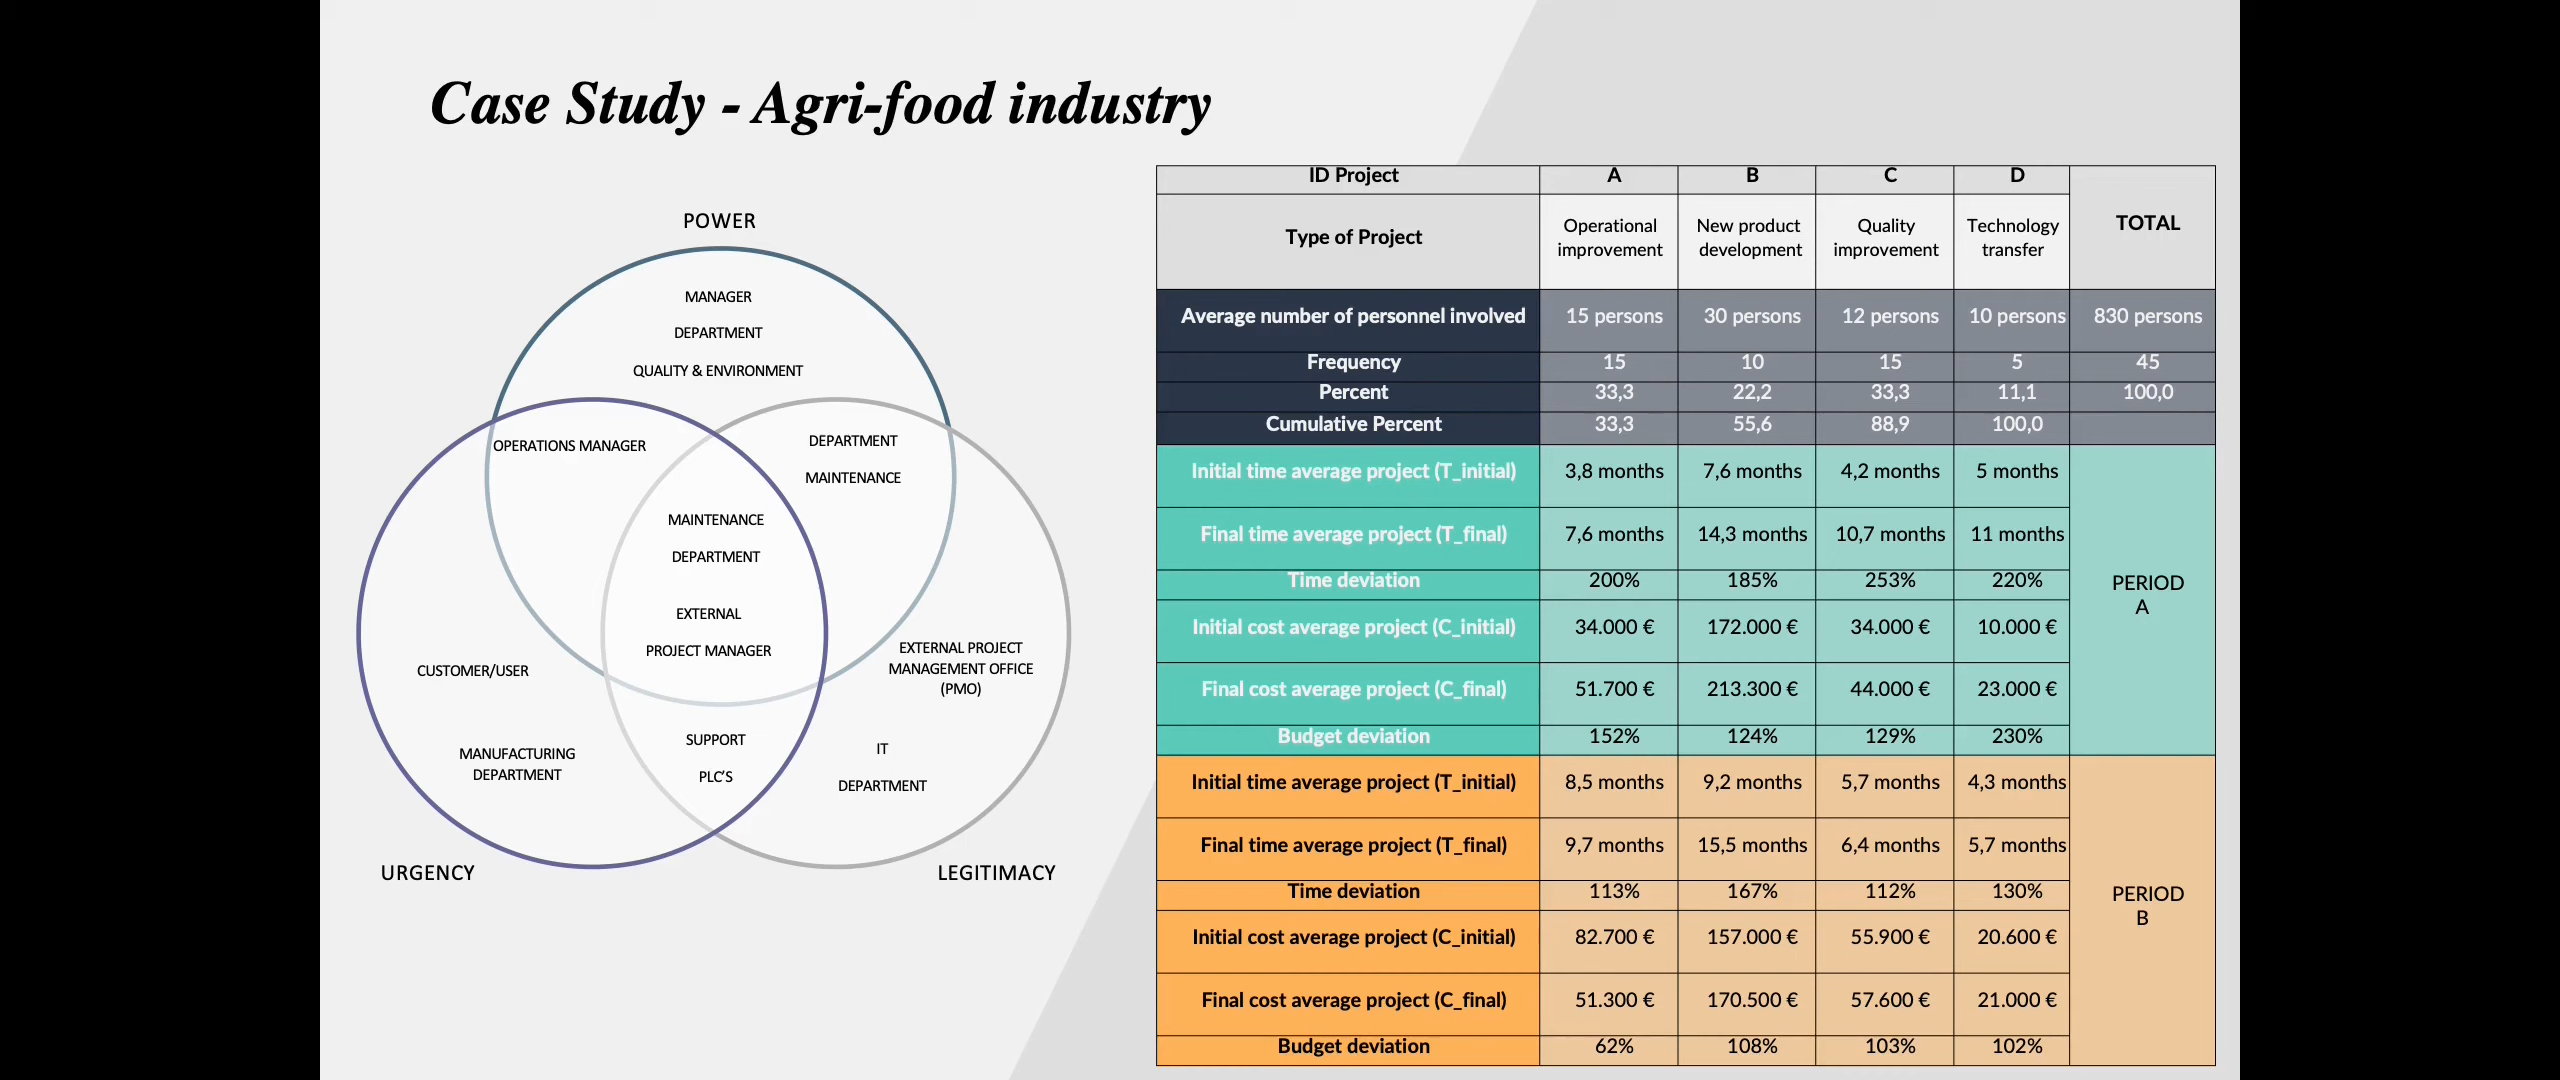 Case Study - Agri-food industry
POWER
MANAGER
DEPARTMENT
QUALITY & ENVIRONMENT
OPERATIONS MANAGER
DEPARTMENT
MAINTENANCE
MAINTENANCE
DEPARTMENT
EXTERNAL
PROJECT MANAGER
CUSTOMER/USER
EXTERNAL PROJECT
MANAGEMENT OFFICE
(PMO)
MANUFACTURING
DEPARTMENT
SUPPORT
PLC'S
IT
DEPARTMENT
URGENCY
LEGITIMACY
ID Project A B C D TOTAL
Type of Project Operational improvement New product development Quality improvement Technology transfer
Average number of personnel involved 15 persons 30 persons 12 persons 10 persons 830 persons
Frequency 15 10 15 5 45
Percent 33,3 22,2 33,3 11,1 100,0
Cumulative Percent 33,3 55,6 88,9 100,0
Initial time average project (T_initial) 3,8 months 7,6 months 4,2 months 5 months
Final time average project (T_final) 7,6 months 14,3 months 10,7 months 11 months
Time deviation 200% 185% 253% 220%
PERIOD A
Initial cost average project (C_initial) 34.000 € 172.000 € 34.000 € 10.000 €
Final cost average project (C_final) 51.700 € 213.300 € 44.000 € 23.000 €
Budget deviation 152% 124% 129% 230%
Initial time average project (T_initial) 8,5 months 9,2 months 5,7 months 4,3 months
Final time average project (T_final) 9,7 months 15,5 months 6,4 months 5,7 months
Time deviation 113% 167% 112% 130%
PERIOD B
Initial cost average project (C_initial) 82.700 € 157.000 € 55.900 € 20.600 €
Final cost average project (C_final) 51.300 € 170.500 € 57.600 € 21.000 €
Budget deviation 62% 108% 103% 102%